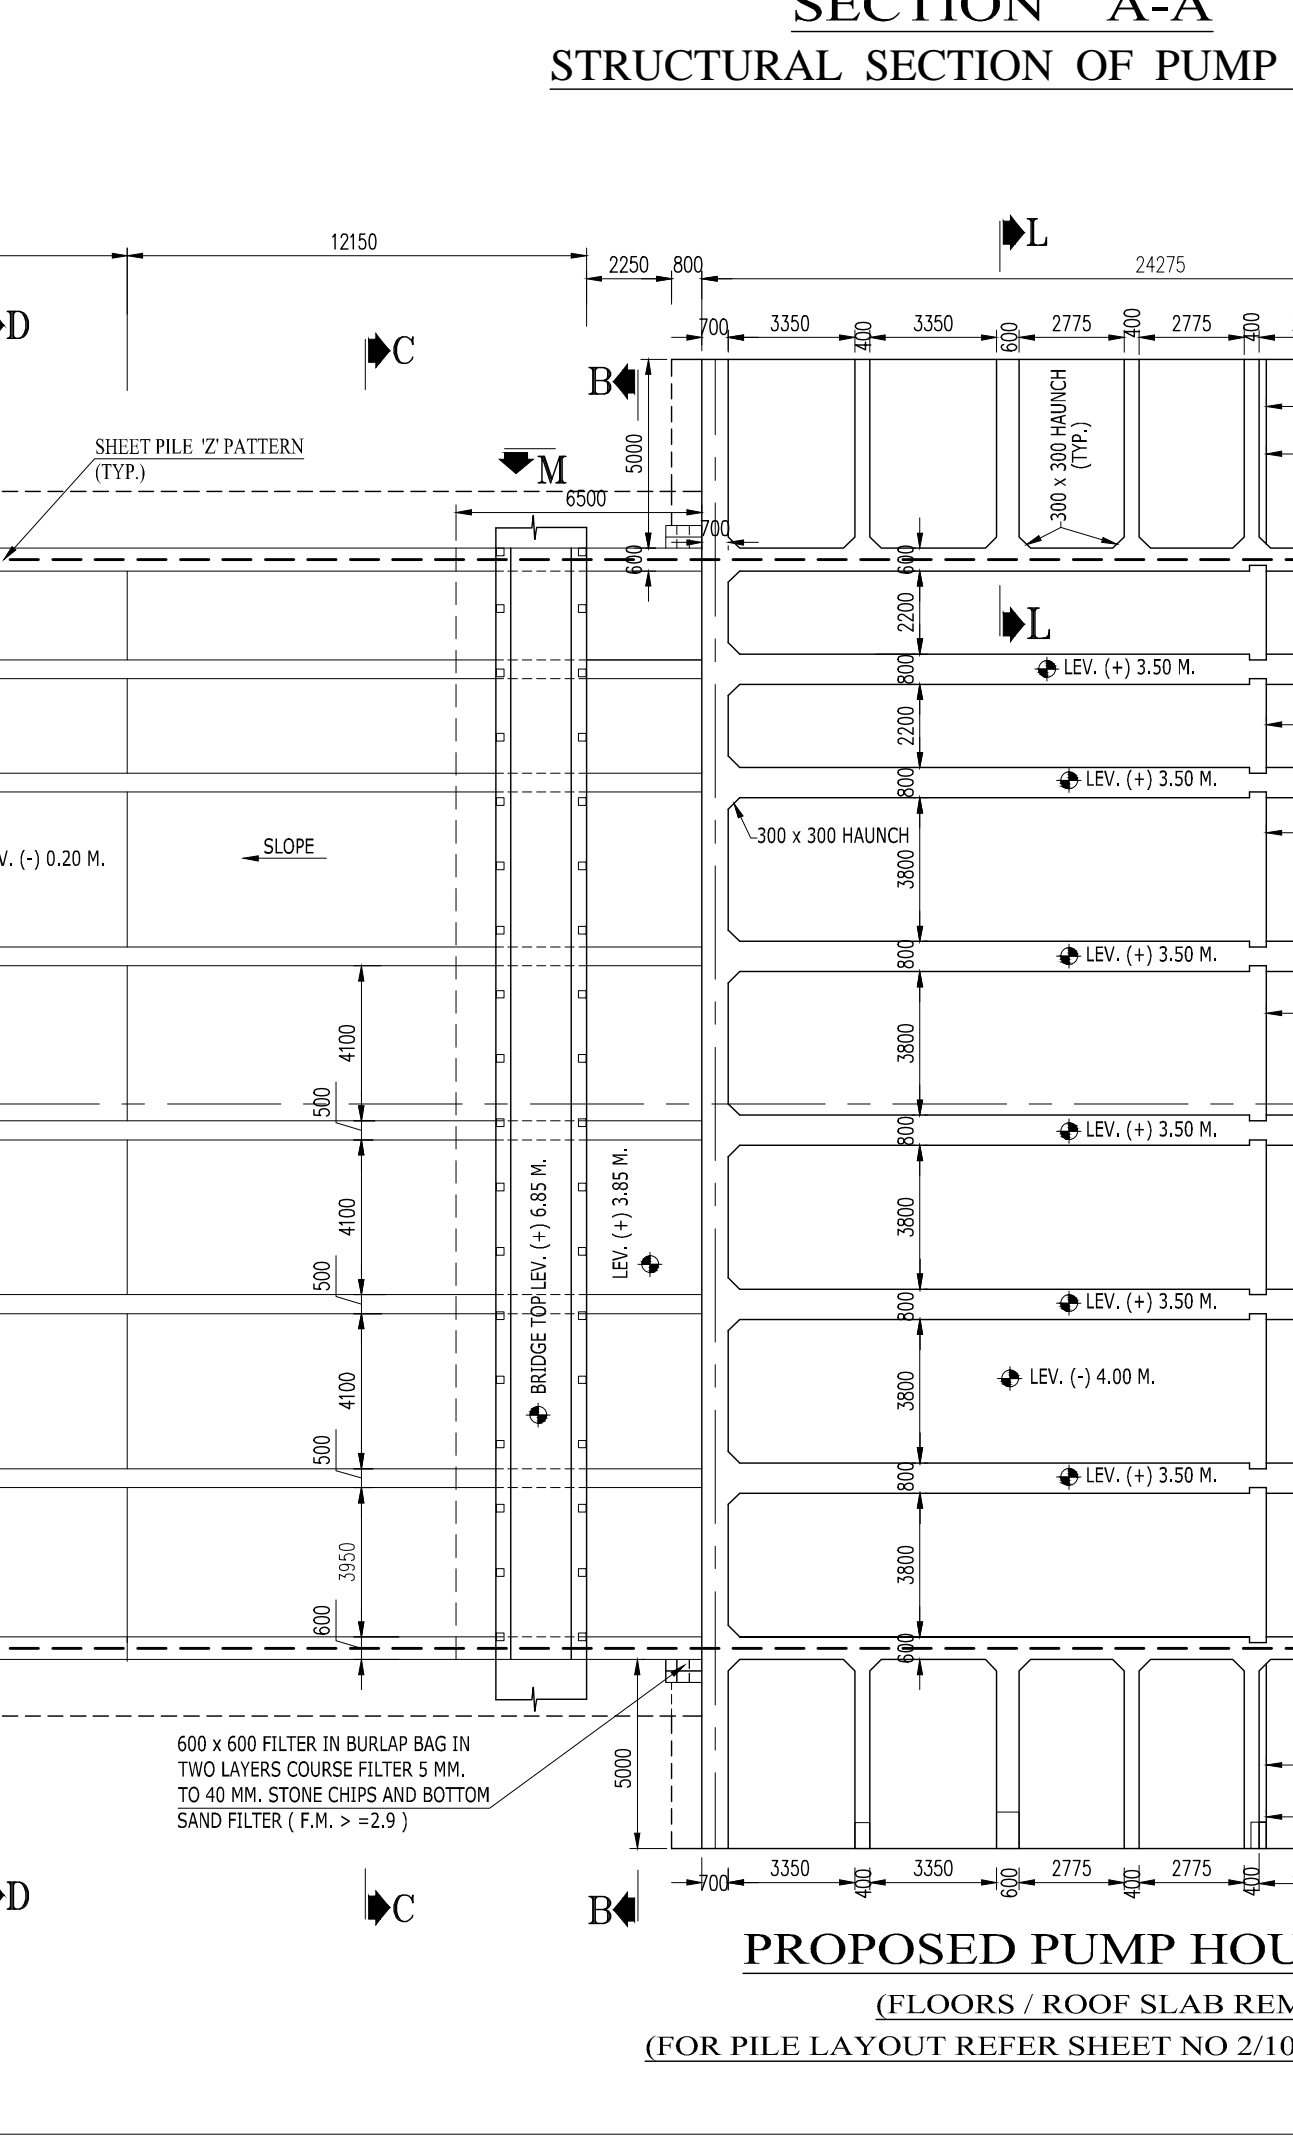 SECTION A-A
STRUCTURAL SECTION OF PUMP
L
12150
2250
800
24275
700
3350
400
3350
600
2775
400
2775
400
D
C
B
5000
300 x 300 HAUNCH
(TYP.)
SHEET PILE 'Z' PATTERN
(TYP.)
M
6500
700
600
600
2200
L
800
LEV. (+) 3.50 M.
2200
800
LEV. (+) 3.50 M.
300 x 300 HAUNCH
SLOPE
V. (-) 0.20 M.
3800
800
LEV. (+) 3.50 M.
4100
3800
500
800
LEV. (+) 3.50 M.
BRIDGE TOP LEV. (+) 6.85 M.
LEV. (+) 3.85 M.
4100
3800
500
800
LEV. (+) 3.50 M.
4100
3800
LEV. (-) 4.00 M.
500
800
LEV. (+) 3.50 M.
3950
3800
600
600
600 x 600 FILTER IN BURLAP BAG IN
TWO LAYERS COURSE FILTER 5 MM.
TO 40 MM. STONE CHIPS AND BOTTOM
SAND FILTER ( F.M. > =2.9 )
5000
D
C
B
700
3350
400
3350
600
2775
400
2775
400
PROPOSED PUMP HOU
(FLOORS / ROOF SLAB REM
(FOR PILE LAYOUT REFER SHEET NO 2/10